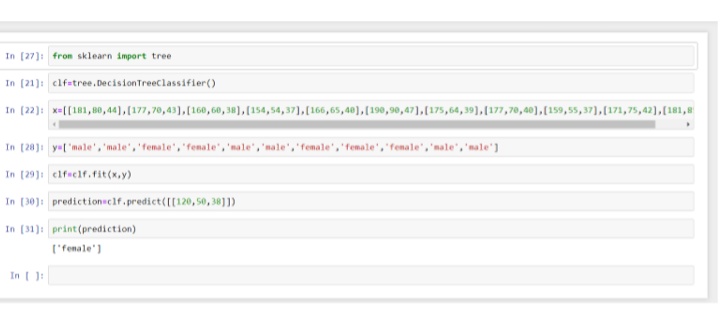 In [27]: from sklearn import tree
In [21]: clf=tree.DecisionTreeClassifier()
In [22]: x=[[181,80,44],[177,70,43],[160,60,38],[154,54,37],[166,65,40],[190,90,47],[175,64,39],[177,70,40],[159,55,37],[171,75,42],[181,8
In [28]: y=['male','male','female','female','male','male','female','female','female','male','male']
In [29]: clf=clf.fit(x,y)
In [30]: prediction=clf.predict([[120,50,38]])
In [31]: print(prediction)
['female']
In [ ]: